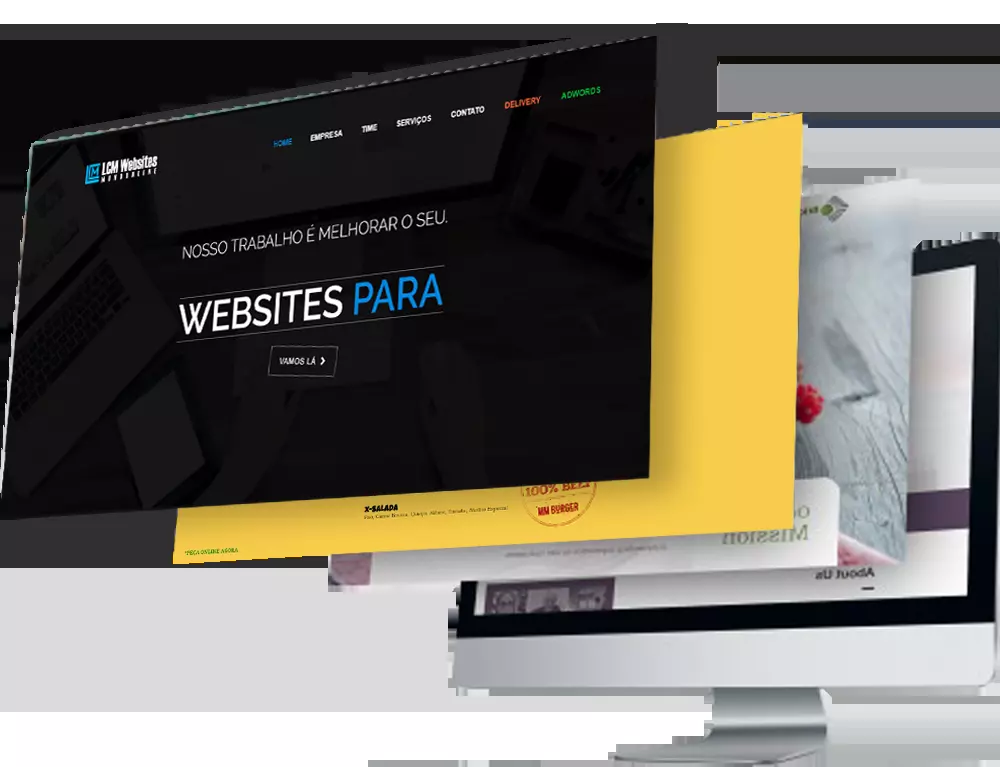 HOME EMPRESA TIME SERVIÇOS CONTATO DELIVERY ADWORDS
LCM Websites
MUNDONLINE
NOSSO TRABALHO É MELHORAR O SEU.
WEBSITES PARA
VAMOS LÁ
X-SALADA
100% BEEF
MM BURGER
*PEÇA ONLINE AGORA
Mission
About Us